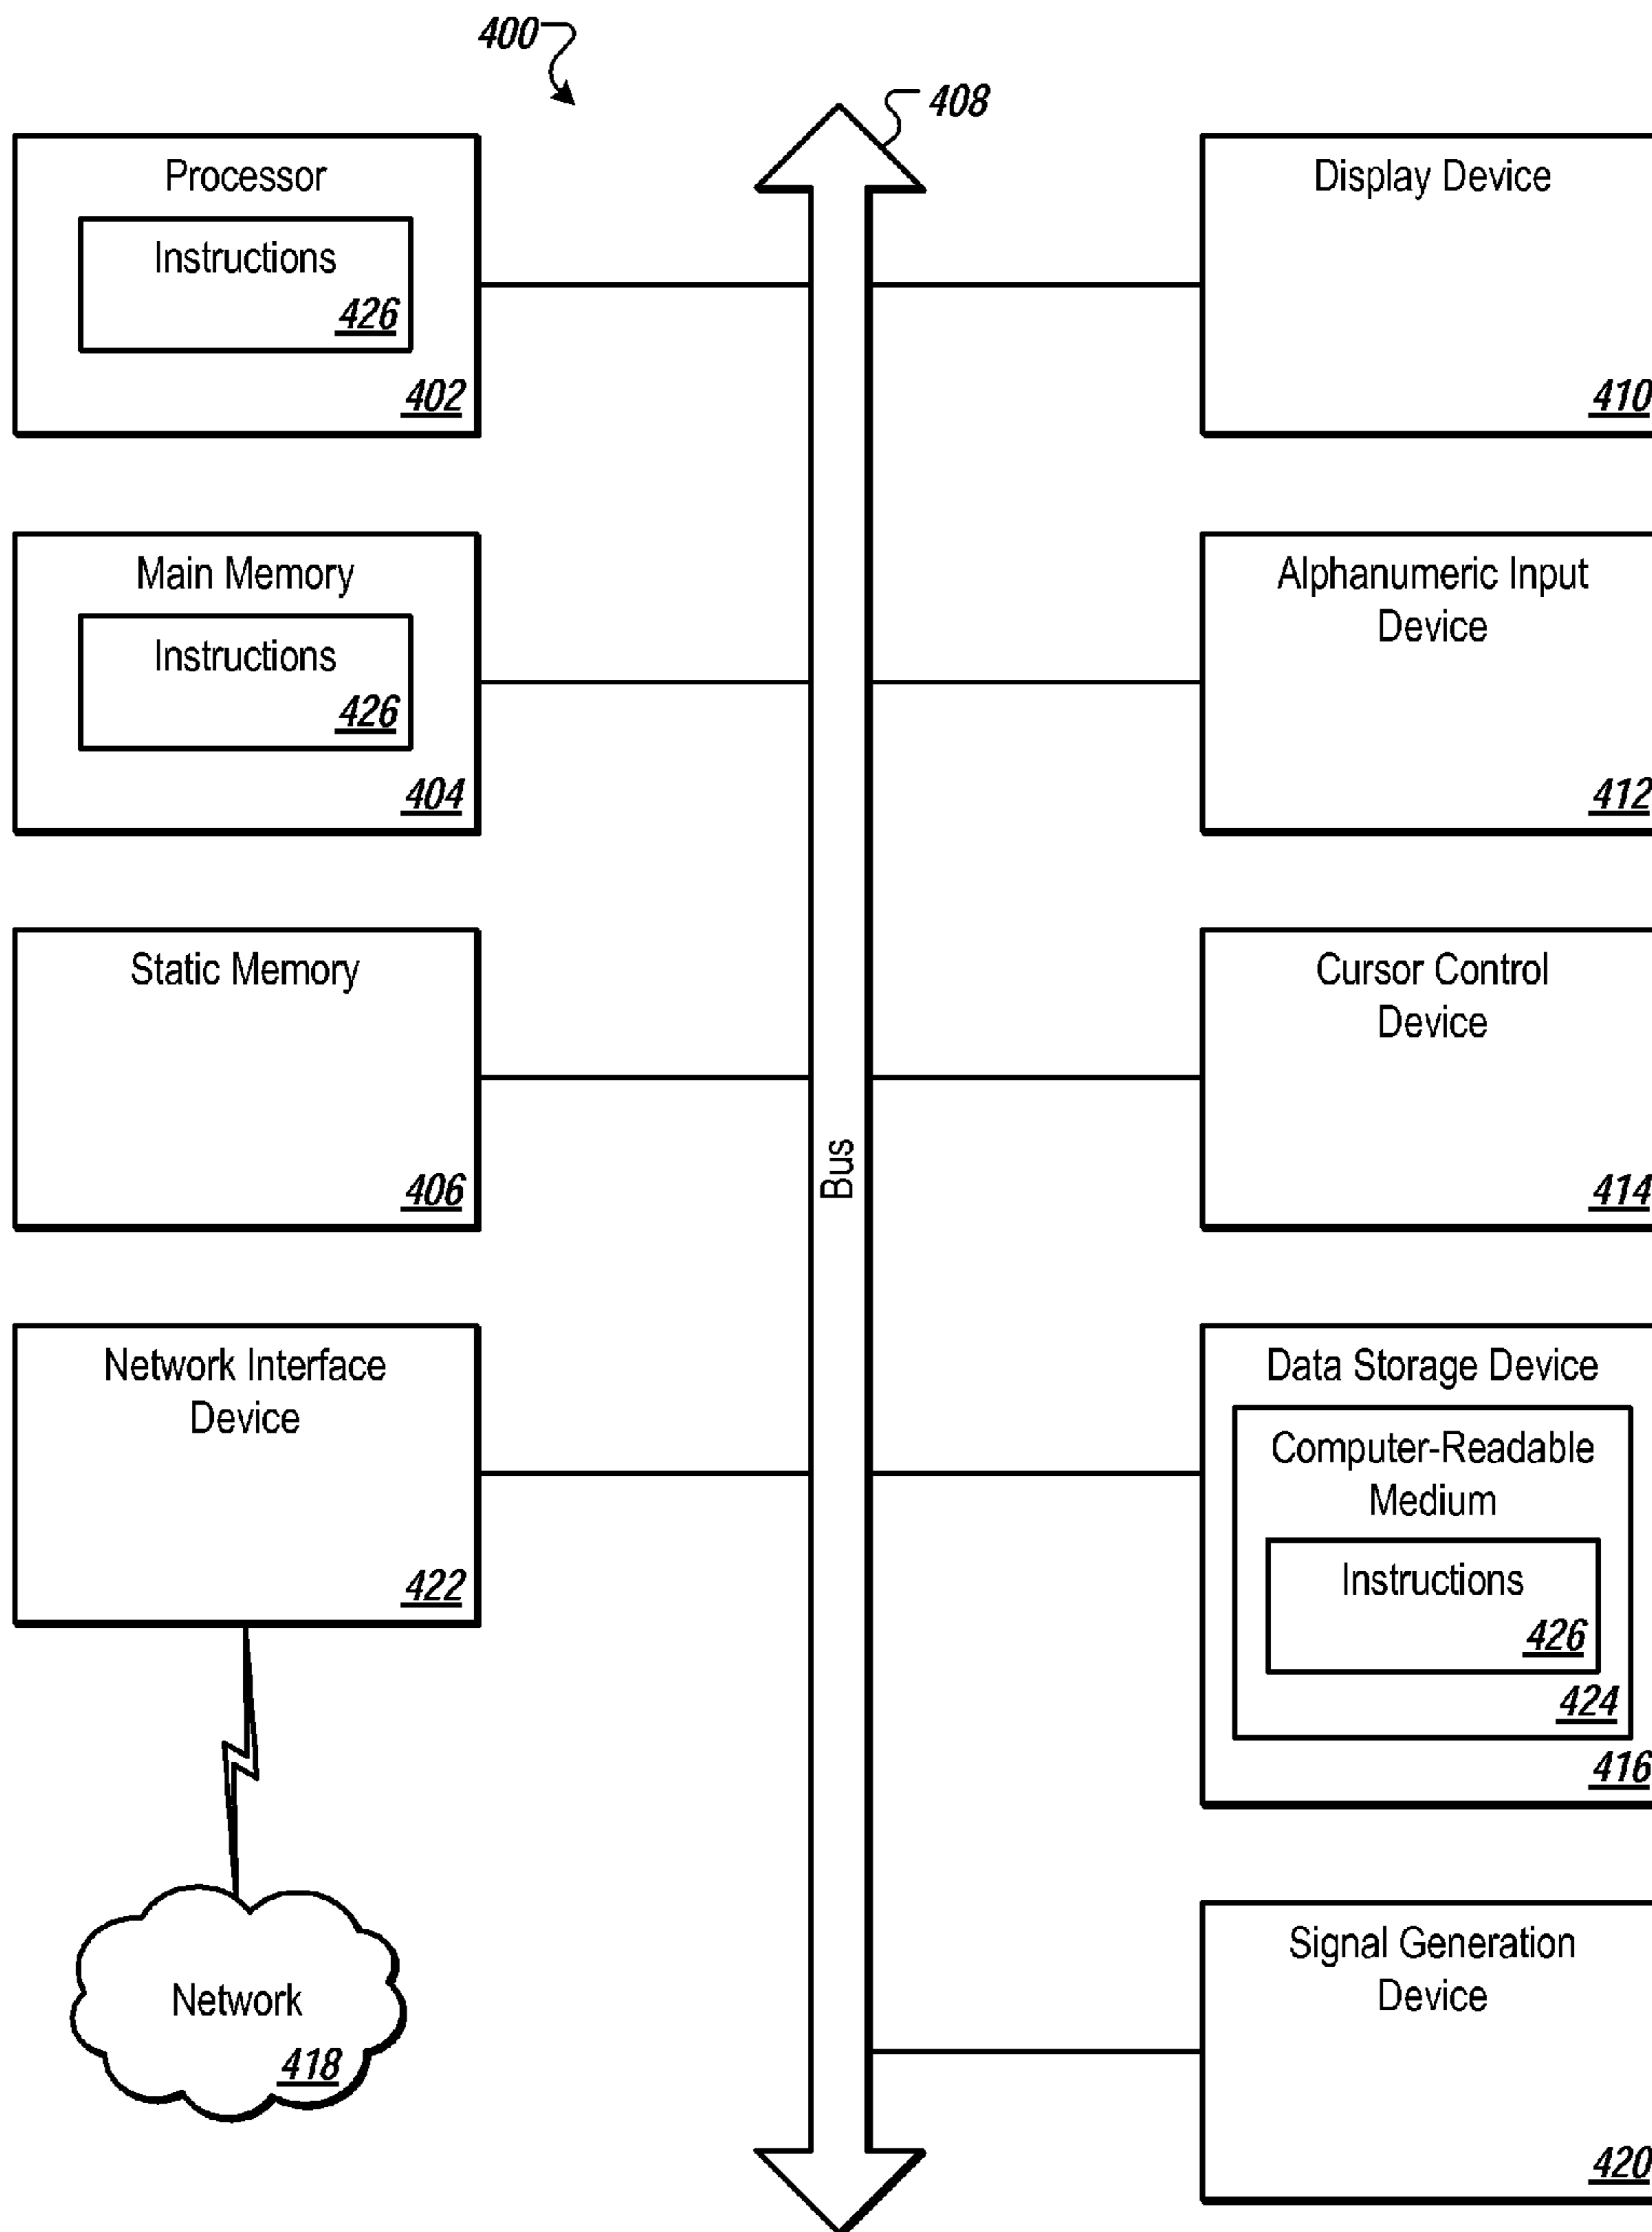 400
408
Processor
Instructions
426
402
Display Device
410
Main Memory
Instructions
426
404
Alphanumeric Input
Device
412
Static Memory
406
Cursor Control
Device
414
Bus
Network Interface
Device
422
Data Storage Device
Computer-Readable
Medium
Instructions
426
424
416
Network
418
Signal Generation
Device
420